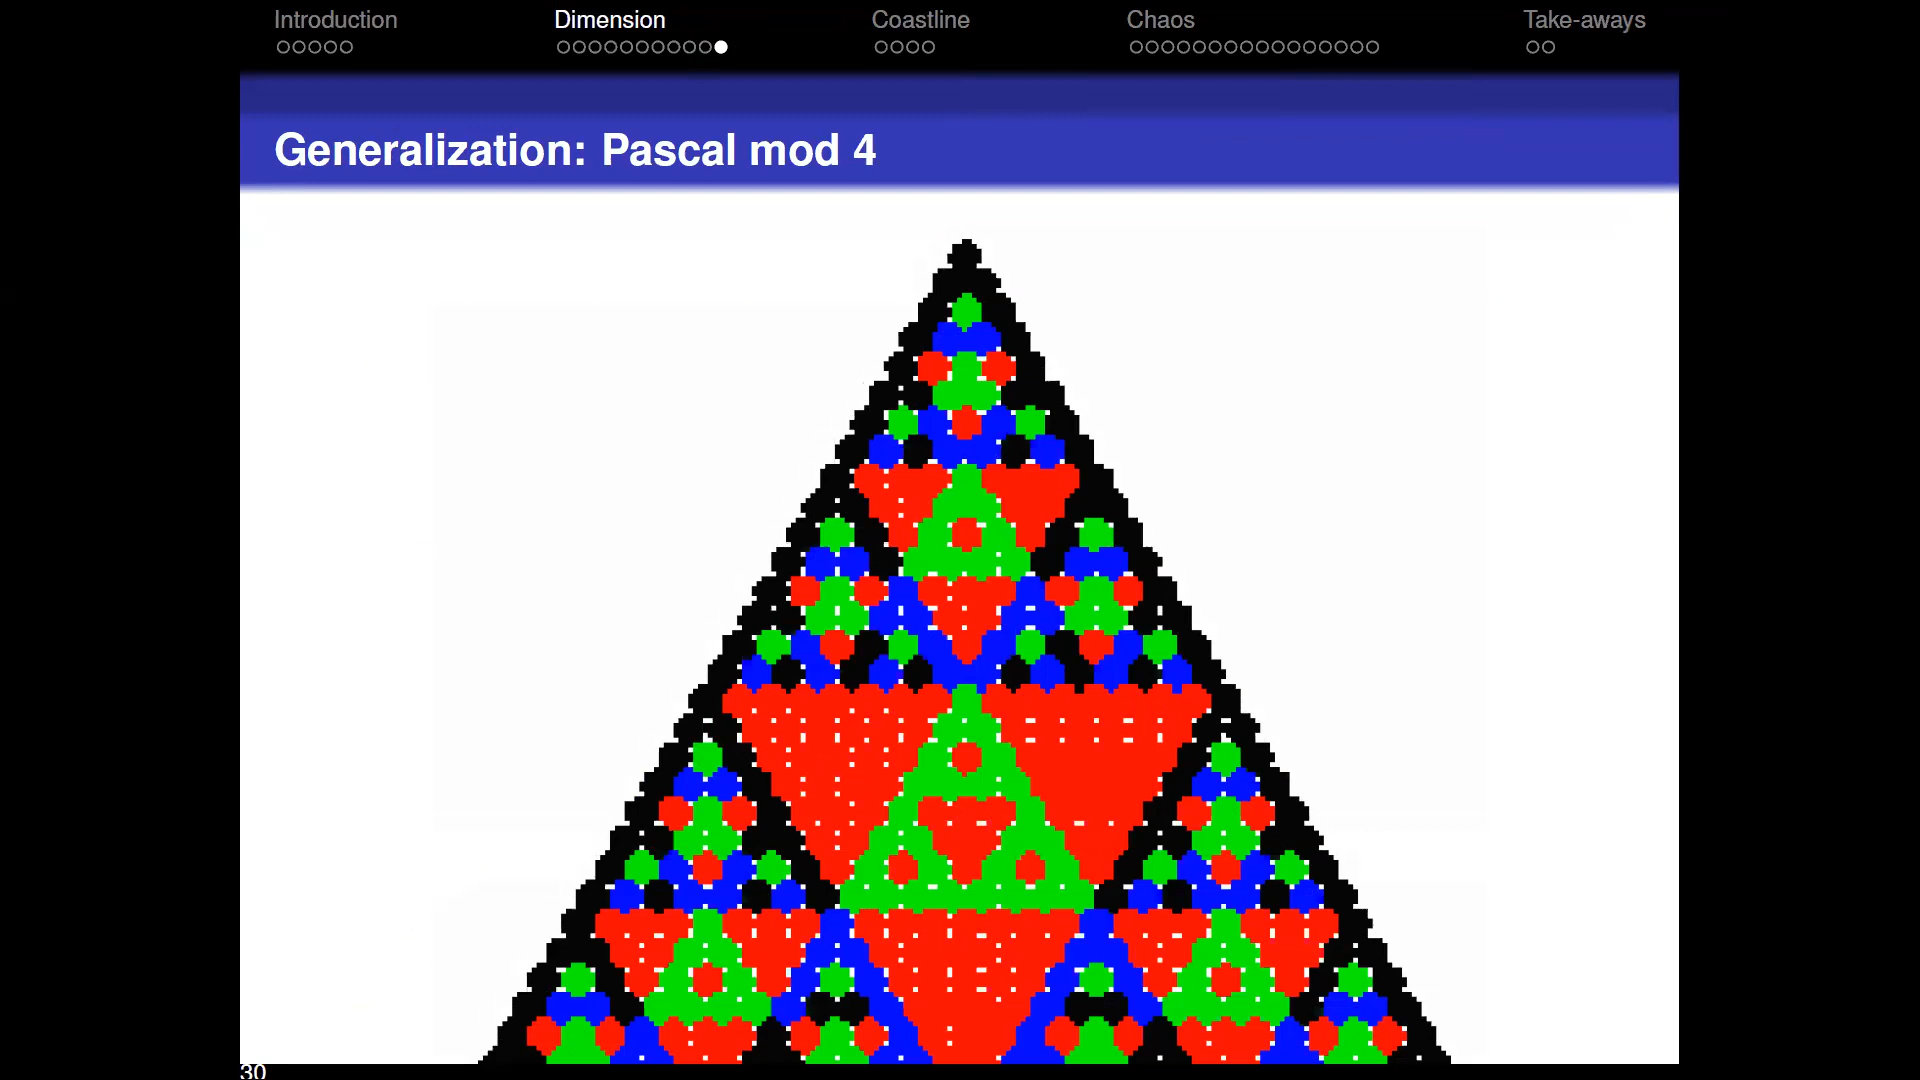 Introduction Dimension Coastline Chaos Take-aways
Generalization: Pascal mod 4
30